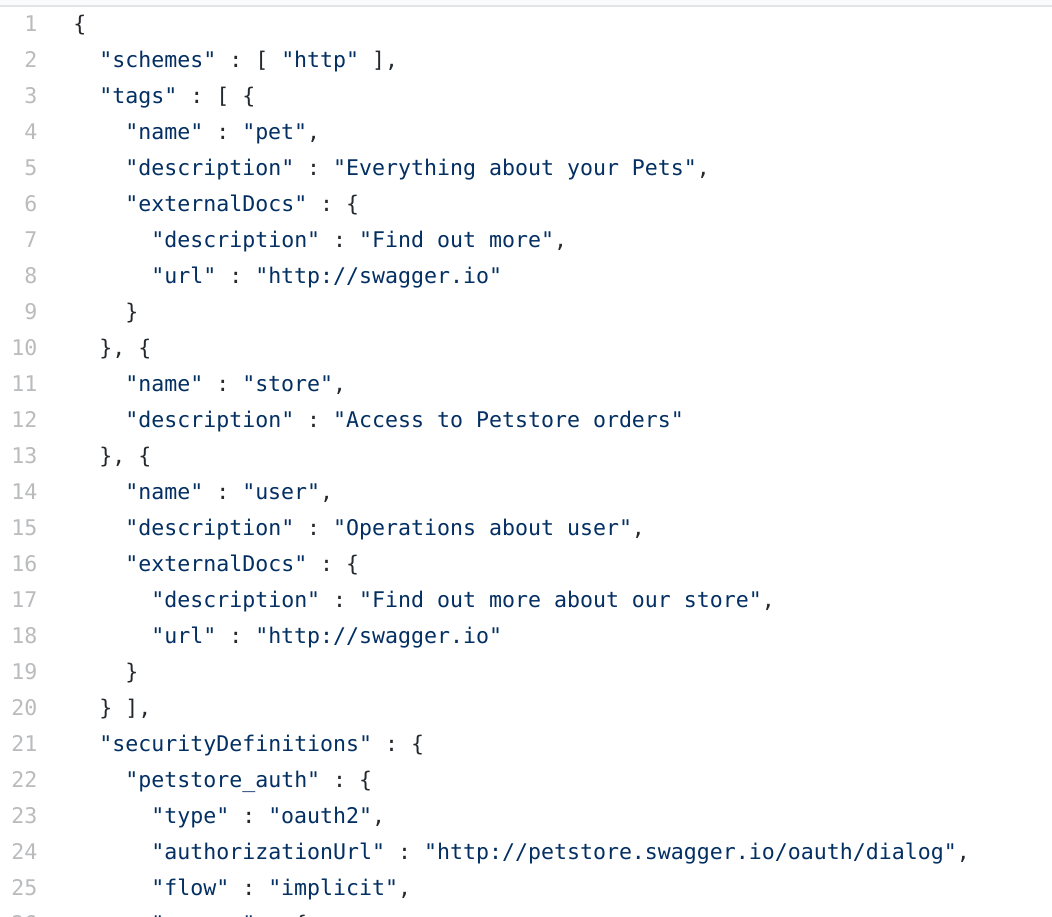 1 {
2   "schemes" : [ "http" ],
3   "tags" : [ {
4     "name" : "pet",
5     "description" : "Everything about your Pets",
6     "externalDocs" : {
7       "description" : "Find out more",
8       "url" : "http://swagger.io"
9     }
10   }, {
11     "name" : "store",
12     "description" : "Access to Petstore orders"
13   }, {
14     "name" : "user",
15     "description" : "Operations about user",
16     "externalDocs" : {
17       "description" : "Find out more about our store",
18       "url" : "http://swagger.io"
19     }
20   } ],
21   "securityDefinitions" : {
22     "petstore_auth" : {
23       "type" : "oauth2",
24       "authorizationUrl" : "http://petstore.swagger.io/oauth/dialog",
25       "flow" : "implicit",